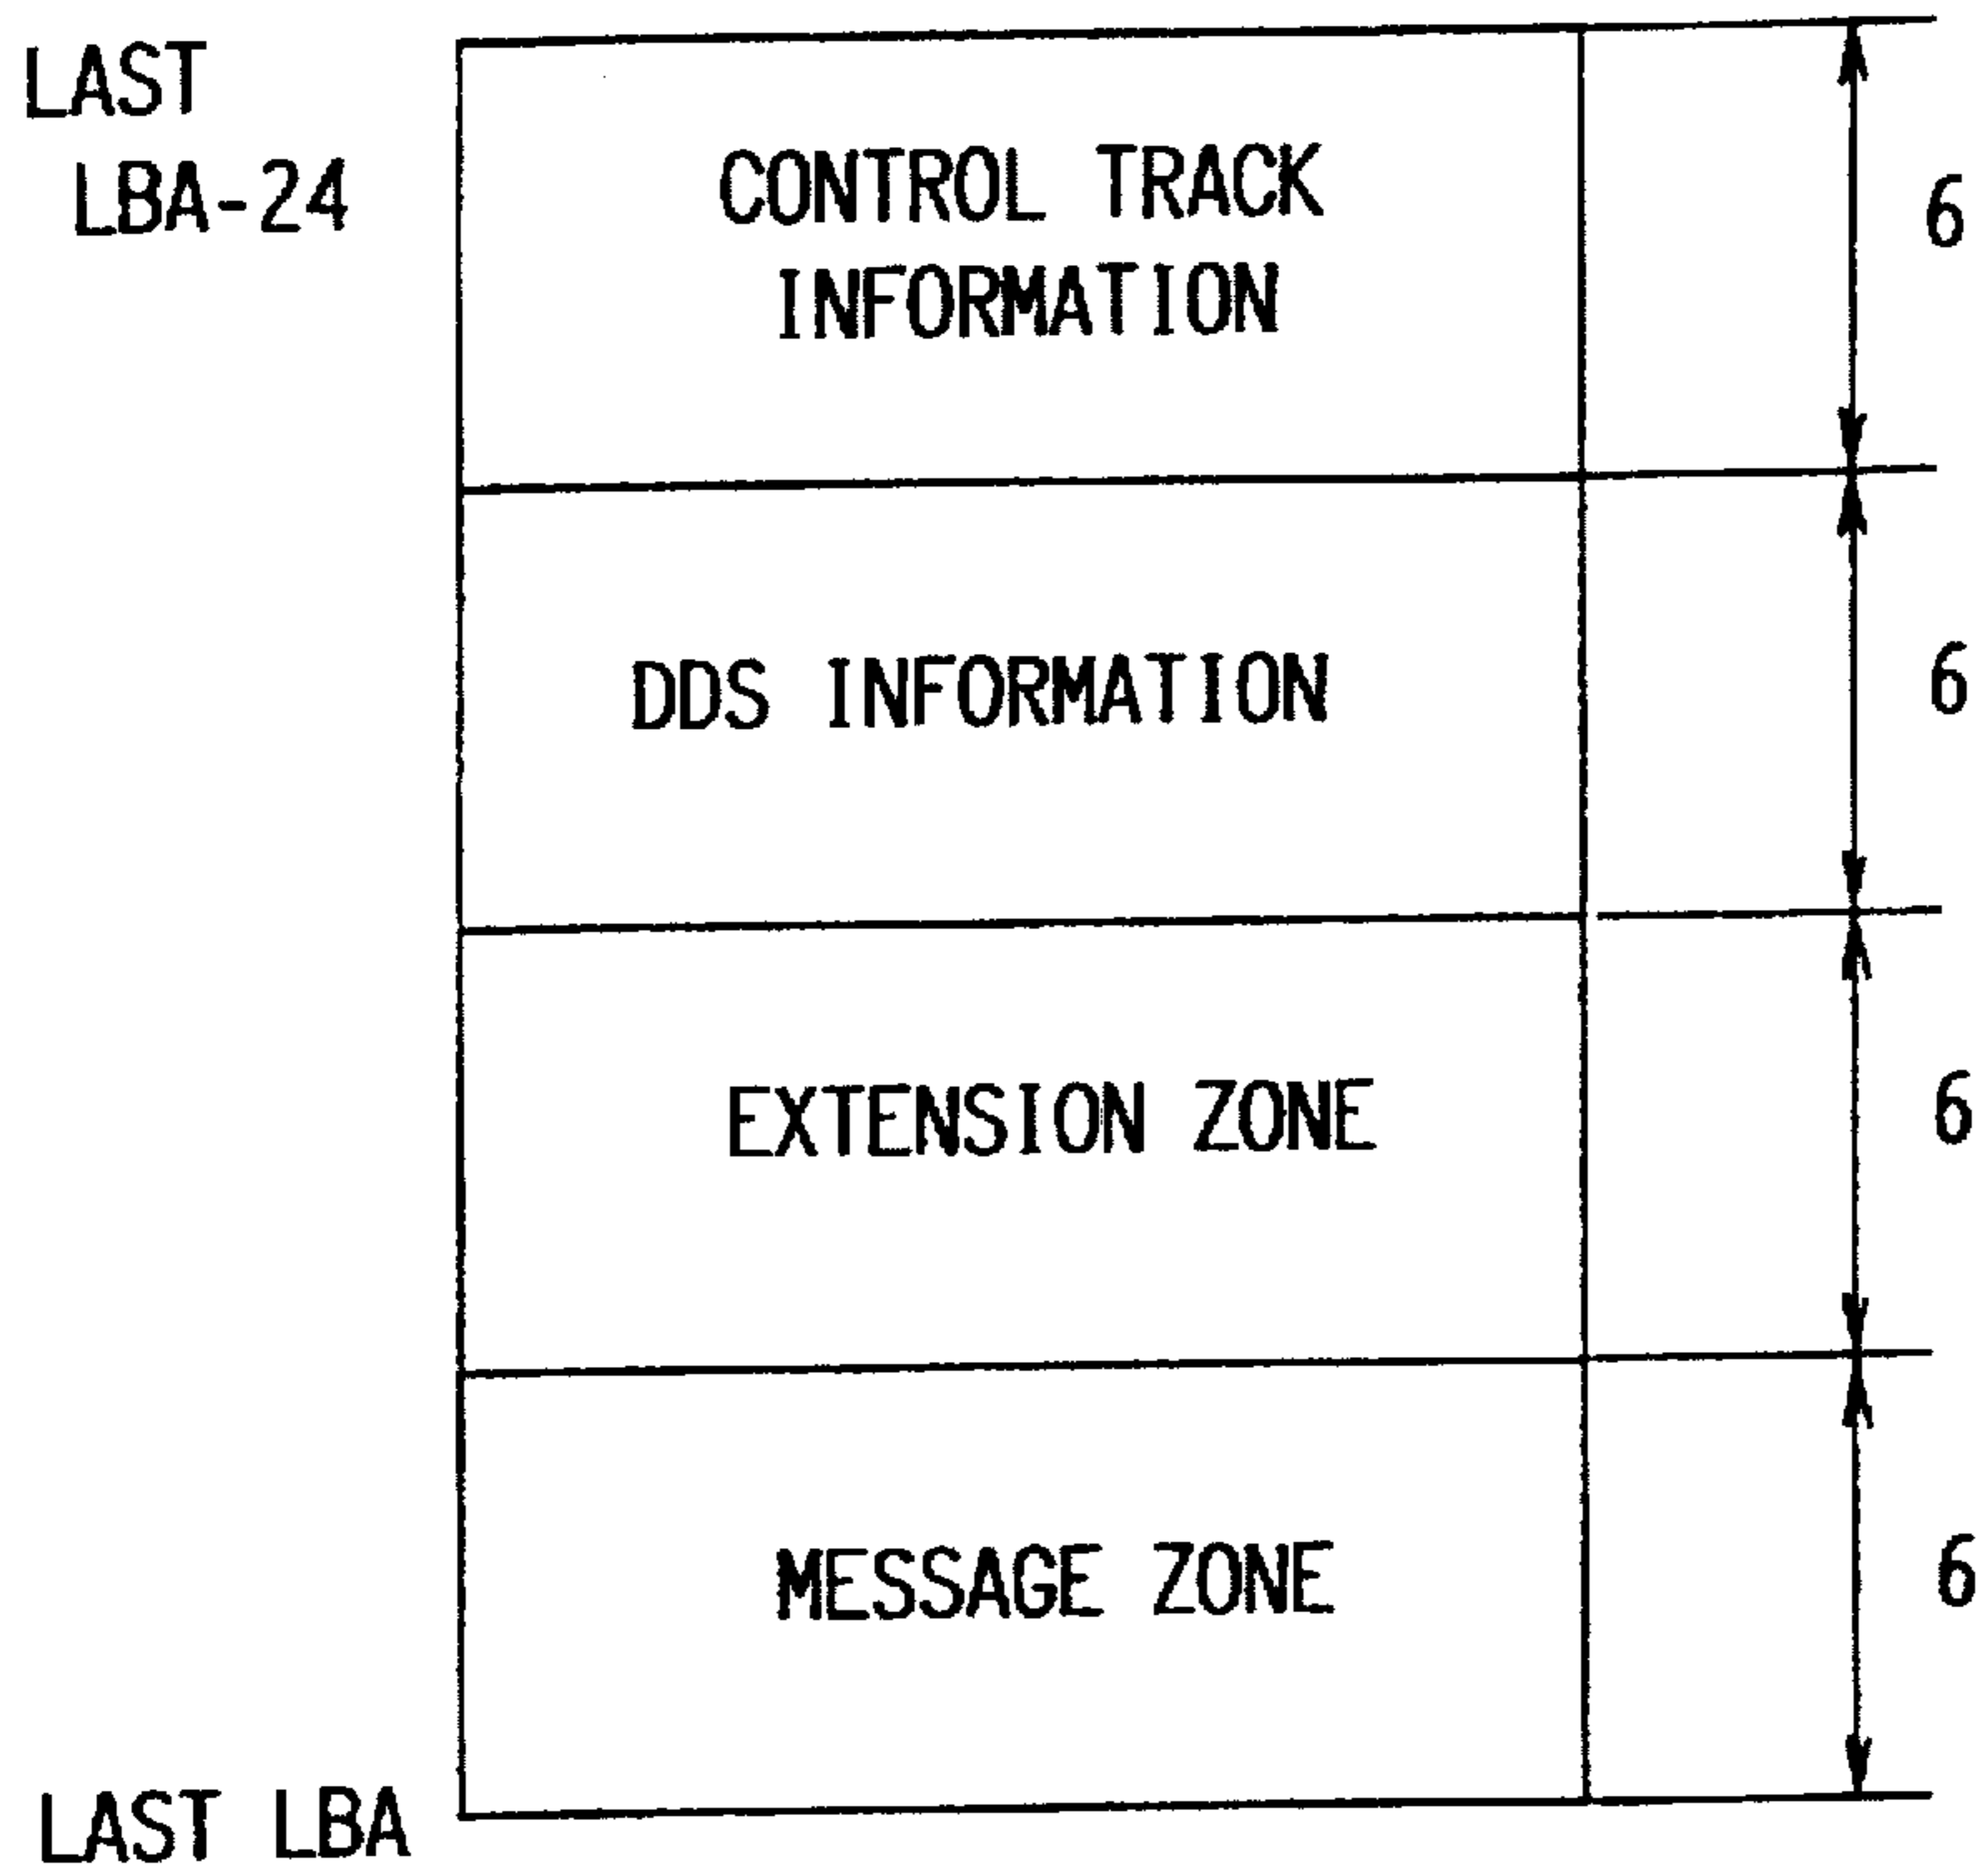 LAST
LBA-24
CONTROL TRACK
INFORMATION
6
DDS INFORMATION
6
EXTENSION ZONE
6
MESSAGE ZONE
6
LAST LBA